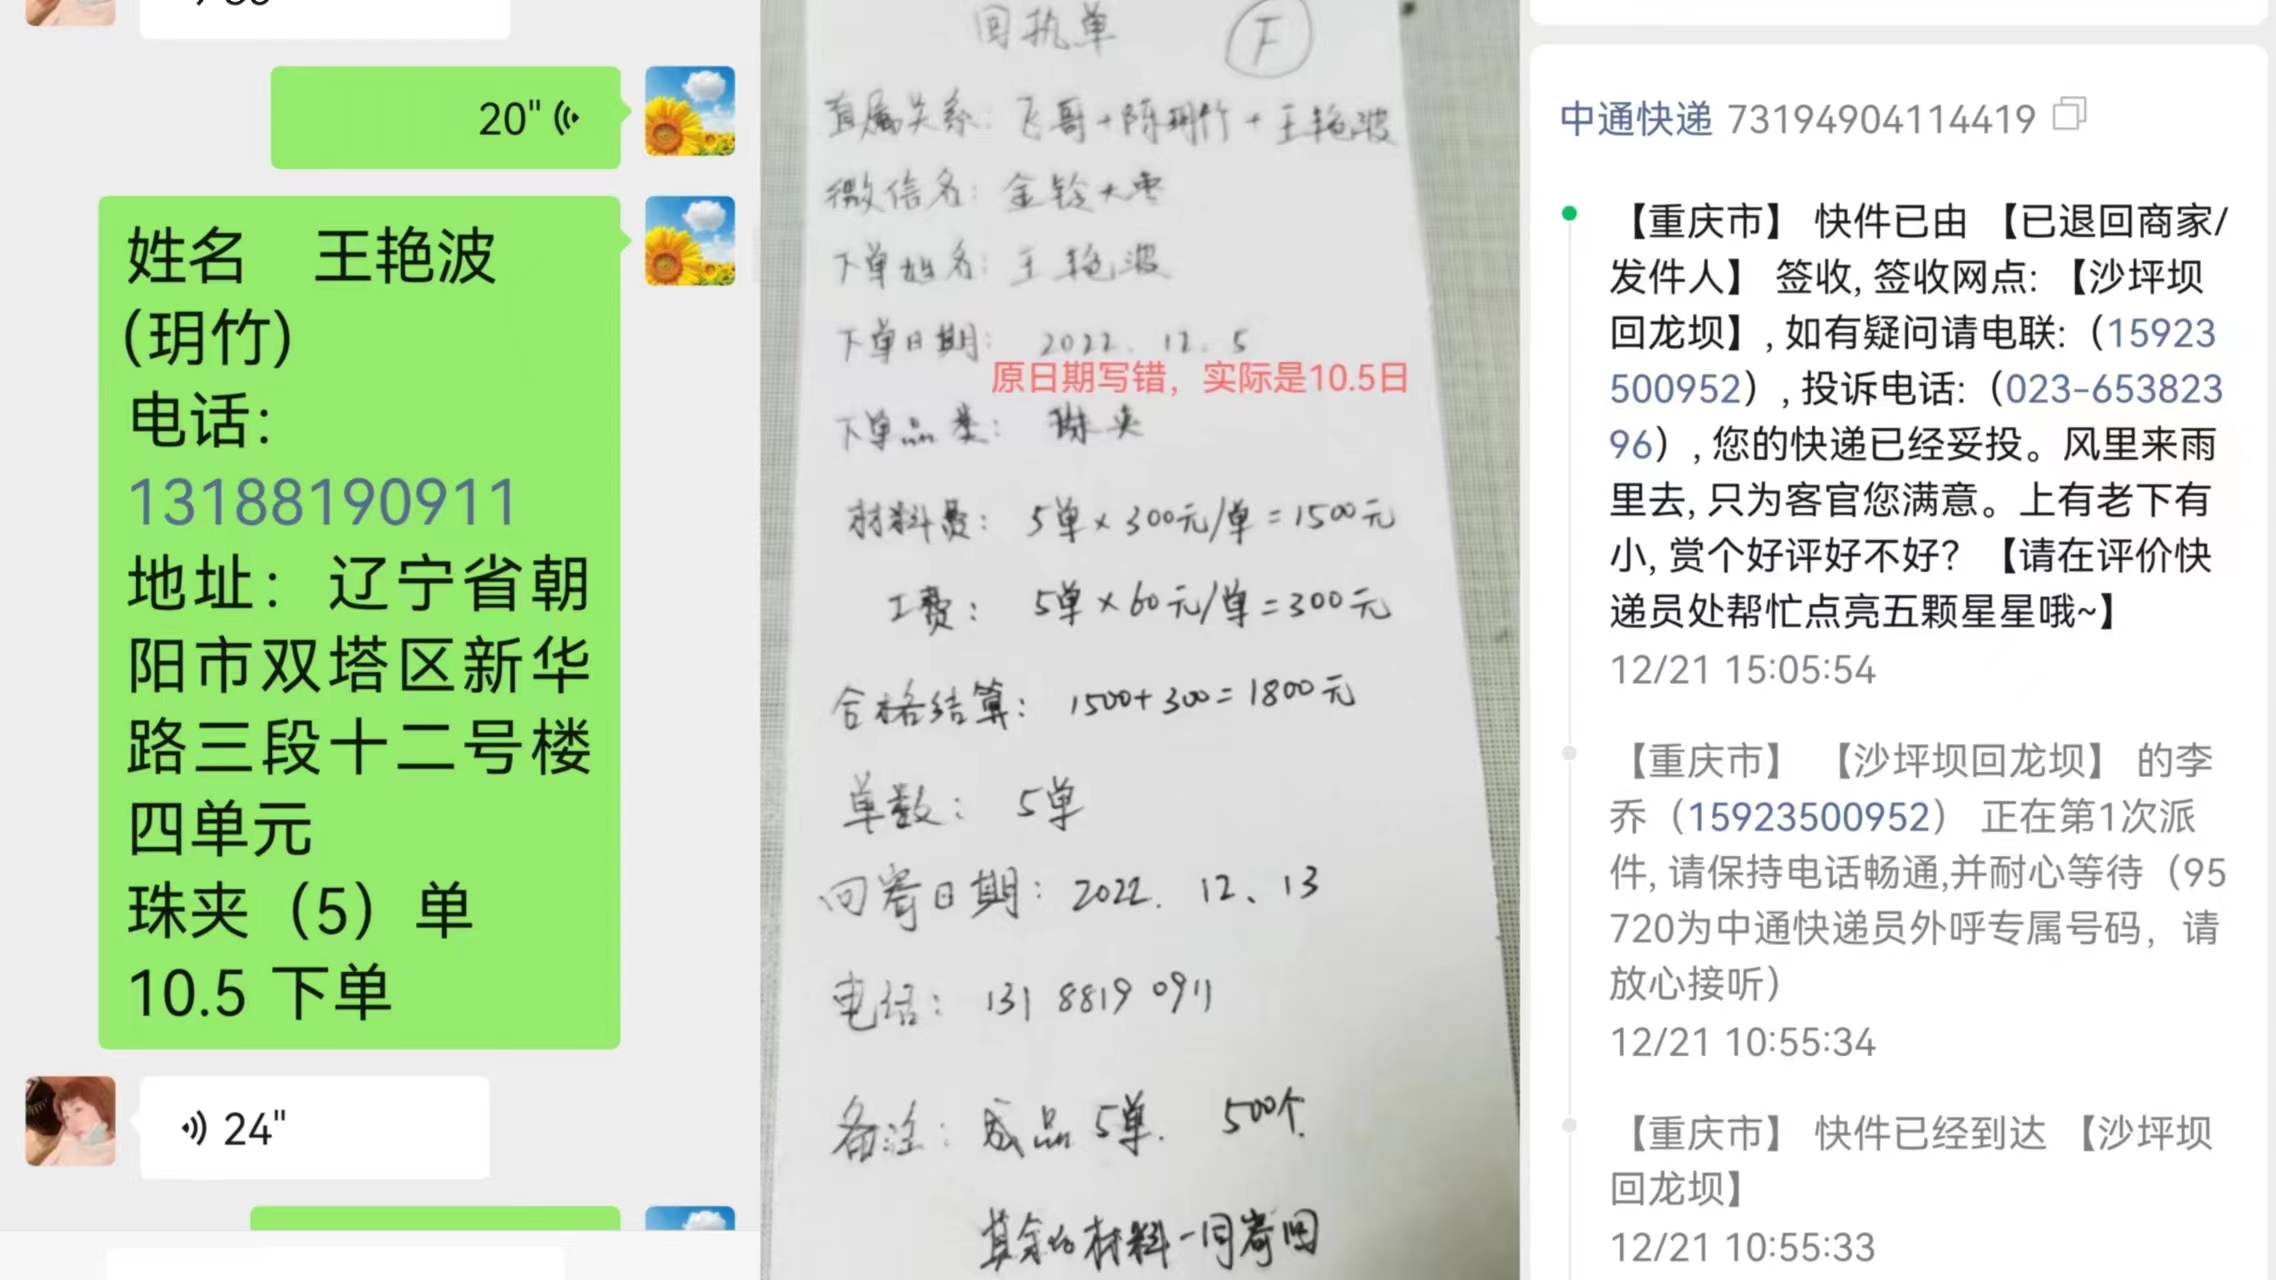 20"
姓名　王艳波
(玥竹)
电话：
13188190911
地址：辽宁省朝
阳市双塔区新华
路三段十二号楼
四单元
珠夹（5）单
10.5 下单
24"
回执单 F
直属关系：飞哥+陈玥竹+王艳波
微信名：金铃大枣
下单姓名：王艳波
下单日期：2022.12.5
原日期写错，实际是10.5日
下单品类：珠夹
材料费：5单×300元/单=1500元
工费：5单×60元/单=300元
合格结算：1500+300=1800元
单数：5单
回寄日期：2022.12.13
电话：131 8819 0911
备注：成品5单. 500个.
其余的材料一同寄回
中通快递 73194904114419
【重庆市】 快件已由 【已退回商家/
发件人】 签收, 签收网点: 【沙坪坝
回龙坝】, 如有疑问请电联:（15923
500952）, 投诉电话:（023-653823
96）, 您的快递已经妥投。风里来雨
里去, 只为客官您满意。上有老下有
小, 赏个好评好不好？【请在评价快
递员处帮忙点亮五颗星星哦~】
12/21 15:05:54
【重庆市】 【沙坪坝回龙坝】 的李
乔（15923500952） 正在第1次派
件, 请保持电话畅通,并耐心等待（95
720为中通快递员外呼专属号码，请
放心接听）
12/21 10:55:34
【重庆市】 快件已经到达 【沙坪坝
回龙坝】
12/21 10:55:33